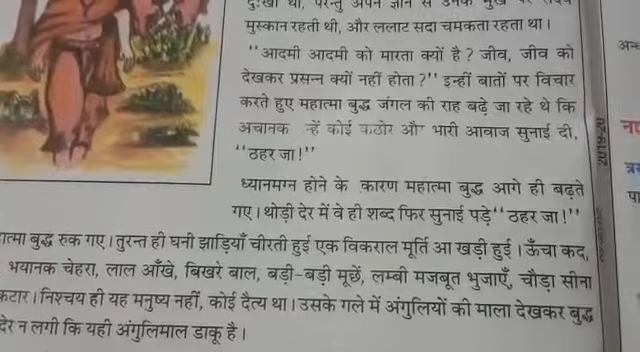 दुःखी था, परन्तु अपने ज्ञान से उनके मुख पर सदैव
मुस्कान रहती थी, और ललाट सदा चमकता रहता था।
“आदमी आदमी को मारता क्यों है ? जीव, जीव को
देखकर प्रसन्न क्यों नहीं होता ?” इन्हीं बातों पर विचार
करते हुए महात्मा बुद्ध जंगल की राह बढ़े जा रहे थे कि
अचानक न्हें कोई कठोर और भारी आवाज सुनाई दी,
“ठहर जा !”
ध्यानमग्न होने के कारण महात्मा बुद्ध आगे ही बढ़ते
गए। थोड़ी देर में वे ही शब्द फिर सुनाई पड़े “ठहर जा !”
ात्मा बुद्ध रुक गए। तुरन्त ही घनी झाड़ियाँ चीरती हुई एक विकराल मूर्ति आ खड़ी हुई। ऊँचा कद,
भयानक चेहरा, लाल आँखे, बिखरे बाल, बड़ी-बड़ी मूछें, लम्बी मजबूत भुजाएँ, चौड़ा सीना
कटार। निश्चय ही यह मनुष्य नहीं, कोई दैत्य था। उसके गले में अंगुलियों की माला देखकर बुद्ध
देर न लगी कि यही अंगुलिमाल डाकू है।
2019-20